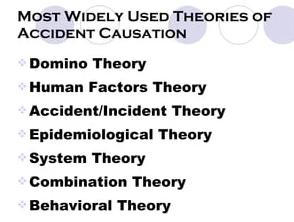 Most Widely Used Theories of
Accident Causation
Domino Theory
Human Factors Theory
Accident/Incident Theory
Epidemiological Theory
System Theory
Combination Theory
Behavioral Theory